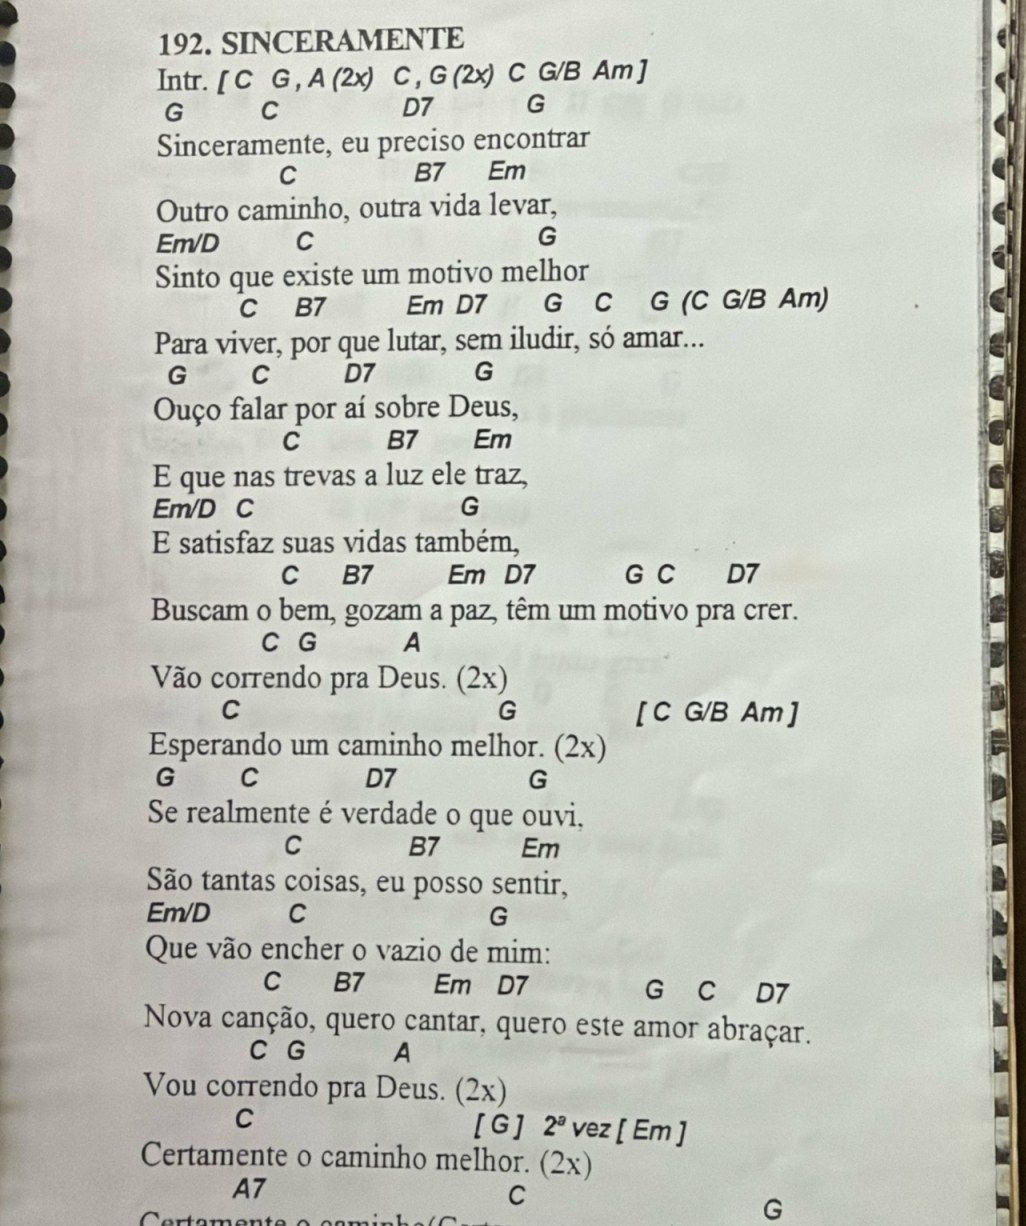 192. SINCERAMENTE
Intr. [ C G , A (2x) C , G (2x) C G/B Am ]
G C D7 G
Sinceramente, eu preciso encontrar
C B7 Em
Outro caminho, outra vida levar,
Em/D C G
Sinto que existe um motivo melhor
C B7 Em D7 G C G (C G/B Am)
Para viver, por que lutar, sem iludir, só amar...
G C D7 G
Ouço falar por aí sobre Deus,
C B7 Em
E que nas trevas a luz ele traz,
Em/D C G
E satisfaz suas vidas também,
C B7 Em D7 G C D7
Buscam o bem, gozam a paz, têm um motivo pra crer.
C G A
Vão correndo pra Deus. (2x)
C G [ C G/B Am ]
Esperando um caminho melhor. (2x)
G C D7 G
Se realmente é verdade o que ouvi,
C B7 Em
São tantas coisas, eu posso sentir,
Em/D C G
Que vão encher o vazio de mim:
C B7 Em D7 G C D7
Nova canção, quero cantar, quero este amor abraçar.
C G A
Vou correndo pra Deus. (2x)
C [ G ] 2ª vez [ Em ]
Certamente o caminho melhor. (2x)
A7 C G
Certamente o